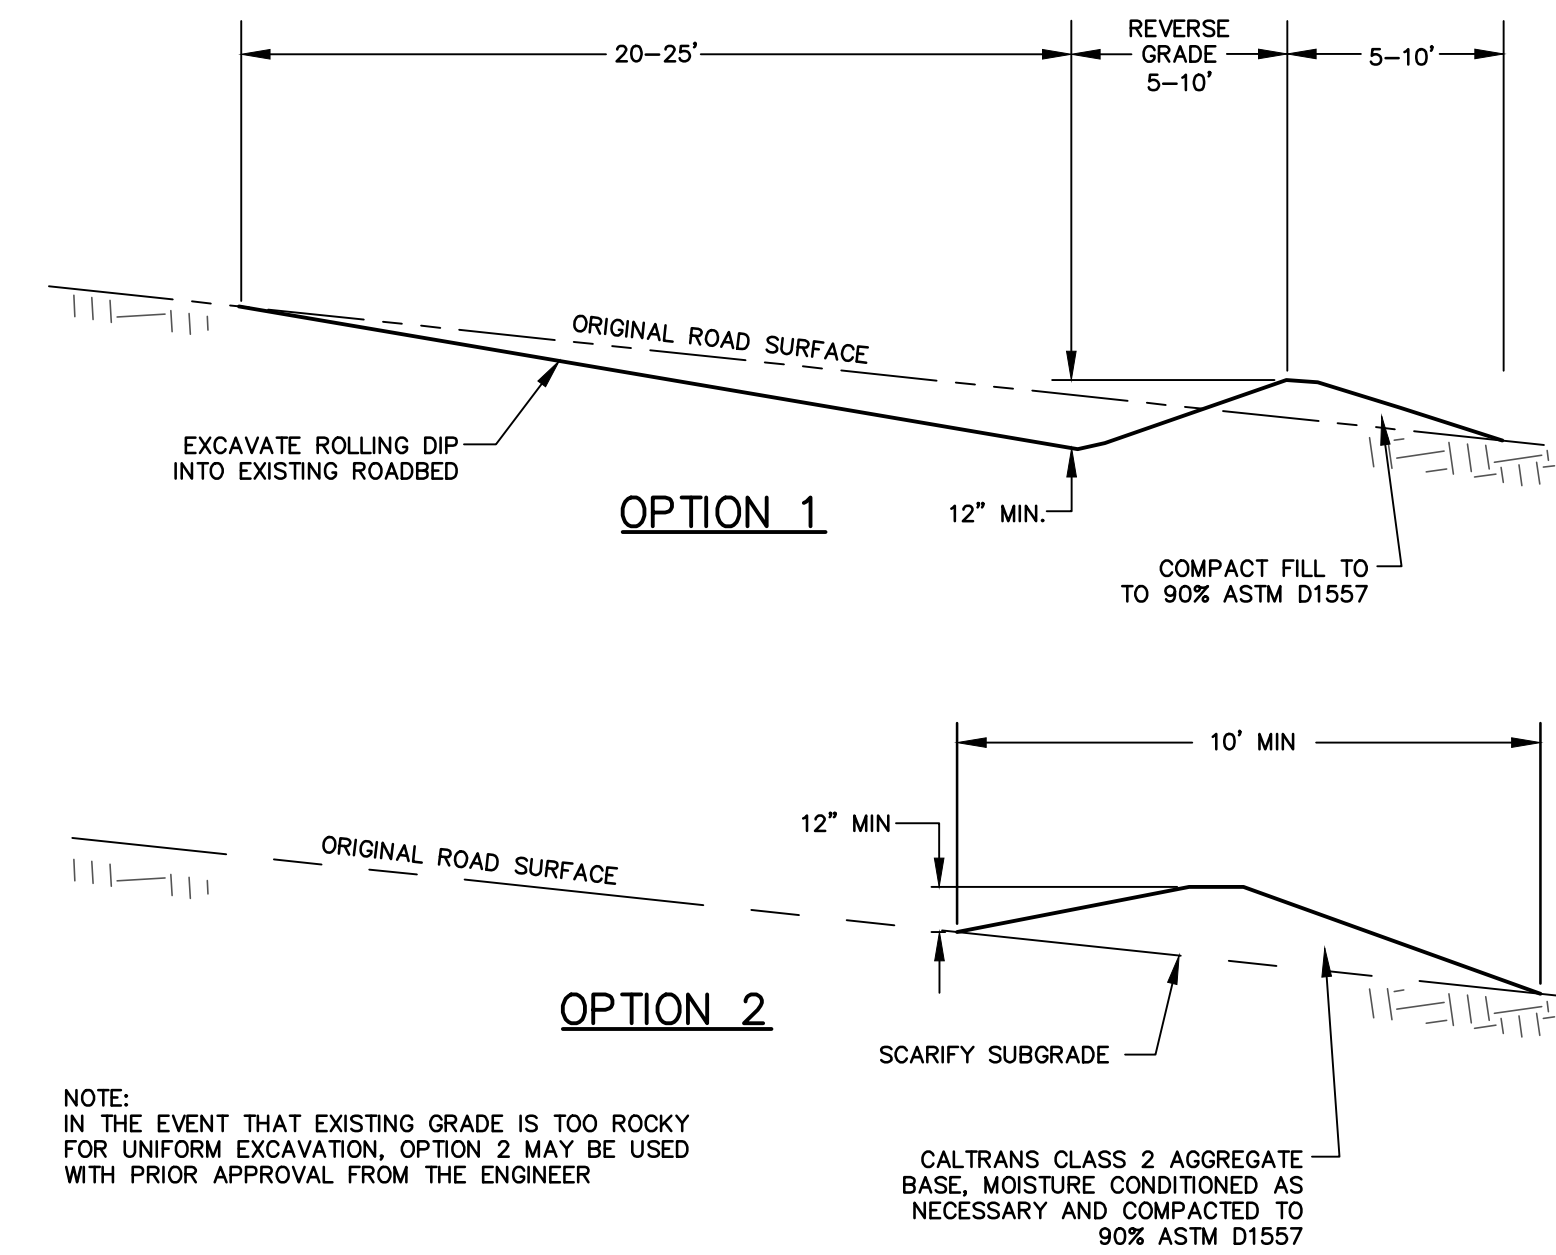 REVERSE
GRADE
5–10'
20–25'
5–10'
ORIGINAL ROAD SURFACE
EXCAVATE ROLLING DIP
INTO EXISTING ROADBED
OPTION 1
12" MIN.
COMPACT FILL TO
TO 90% ASTM D1557
10' MIN
12" MIN
ORIGINAL ROAD SURFACE
OPTION 2
SCARIFY SUBGRADE
NOTE:
IN THE EVENT THAT EXISTING GRADE IS TOO ROCKY
FOR UNIFORM EXCAVATION, OPTION 2 MAY BE USED
WITH PRIOR APPROVAL FROM THE ENGINEER
CALTRANS CLASS 2 AGGREGATE
BASE, MOISTURE CONDITIONED AS
NECESSARY AND COMPACTED TO
90% ASTM D1557